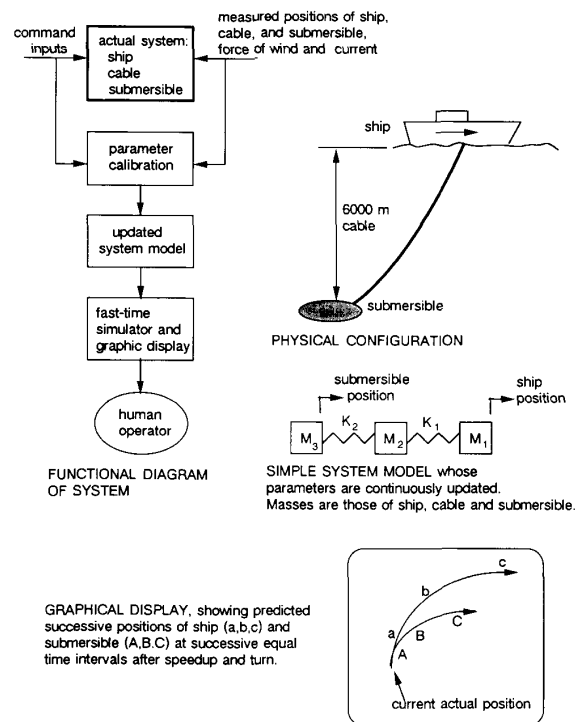 command
inputs
actual system:
ship
cable
submersible
measured positions of ship,
cable, and submersible,
force of wind and current
parameter
calibration
updated
system model
fast-time
simulator and
graphic display
human
operator
FUNCTIONAL DIAGRAM
OF SYSTEM
ship
6000 m
cable
submersible
PHYSICAL CONFIGURATION
submersible
position
ship
position
M3
K2
M2
K1
M1
SIMPLE SYSTEM MODEL whose
parameters are continuously updated.
Masses are those of ship, cable and submersible.
GRAPHICAL DISPLAY, showing predicted
successive positions of ship (a,b,c) and
submersible (A,B.C) at successive equal
time intervals after speedup and turn.
c
b
a
B
C
A
current actual position